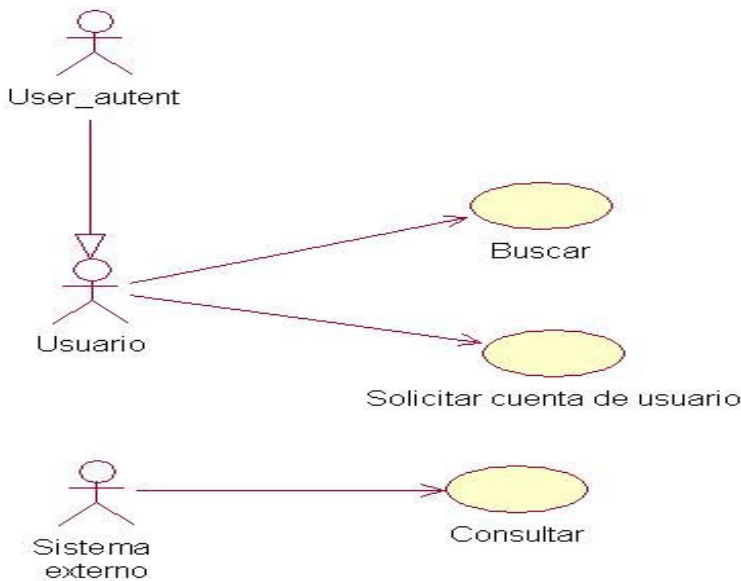 User_autent
Buscar
Usuario
Solicitar cuenta de usuario
Consultar
Sistema
externo